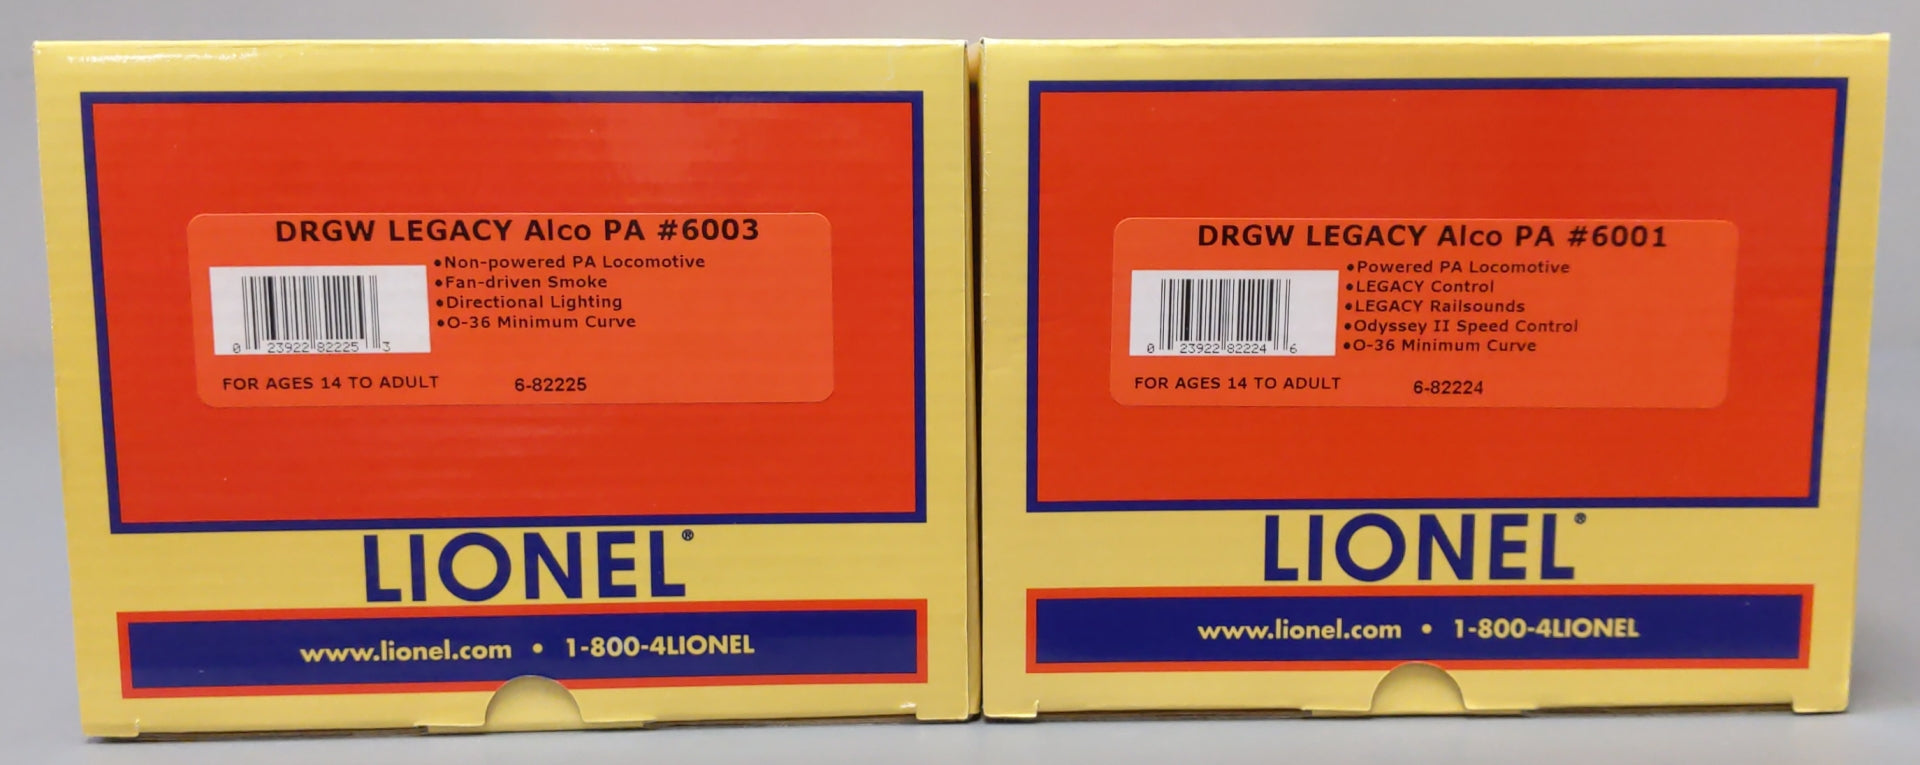 DRGW LEGACY Alco PA #6003
•Non-powered PA Locomotive
•Fan-driven Smoke
•Directional Lighting
•O-36 Minimum Curve
0 23922 82225 3
FOR AGES 14 TO ADULT 6-82225
LIONEL®
www.lionel.com • 1-800-4LIONEL
DRGW LEGACY Alco PA #6001
•Powered PA Locomotive
•LEGACY Control
•LEGACY Railsounds
•Odyssey II Speed Control
•O-36 Minimum Curve
0 23922 82224 6
FOR AGES 14 TO ADULT 6-82224
LIONEL®
www.lionel.com • 1-800-4LIONEL